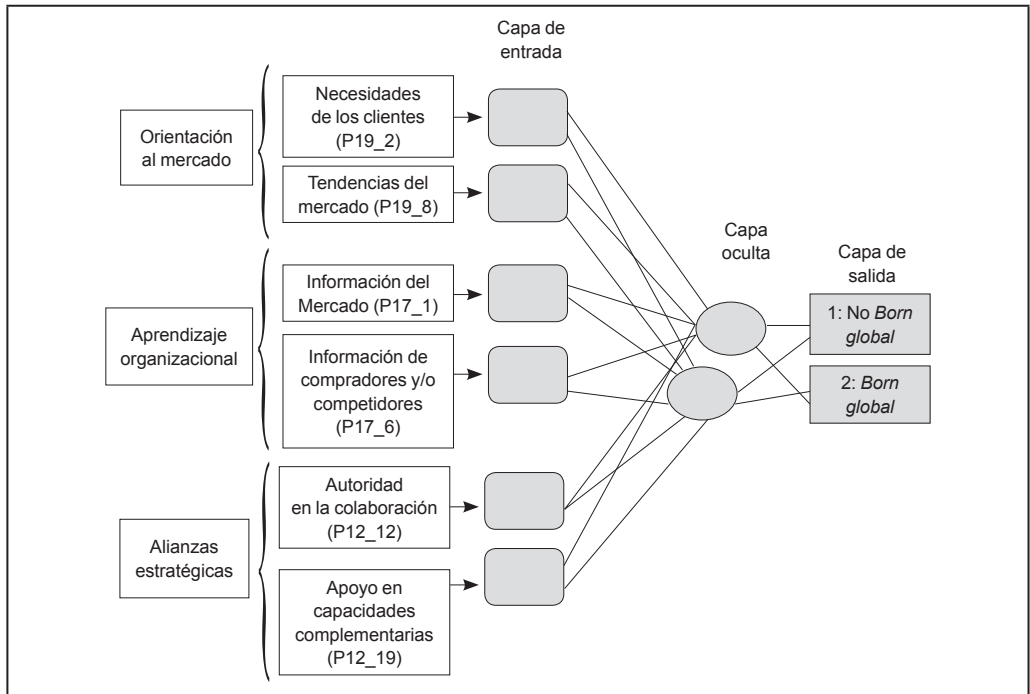 Capa de
entrada
Necesidades
de los clientes
(P19_2)
Orientación
al mercado
Tendencias del
mercado (P19_8)
Capa
oculta
Capa de
salida
Información del
Mercado (P17_1)
1: No Born
global
Aprendizaje
organizacional
Información de
compradores y/o
competidores
(P17_6)
2: Born
global
Autoridad
en la colaboración
(P12_12)
Alianzas
estratégicas
Apoyo en
capacidades
complementarias
(P12_19)